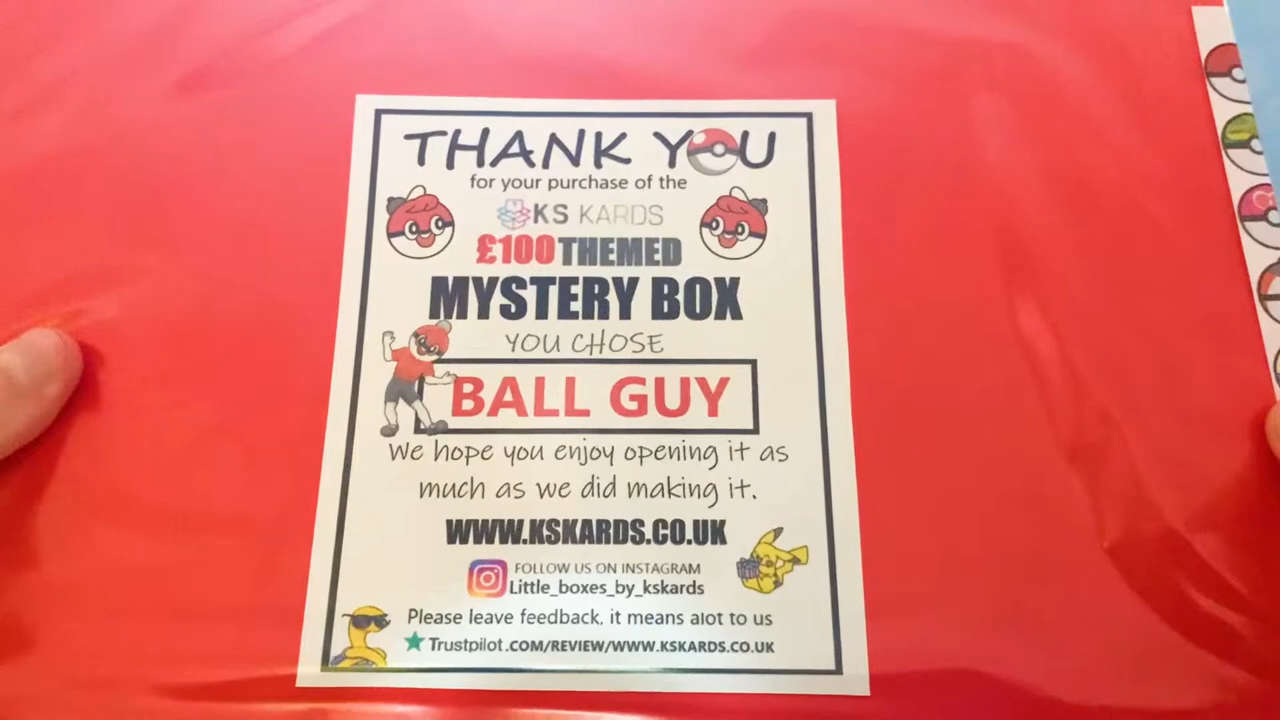 THANK YOU
for your purchase of the
KS KARDS
£100 THEMED
MYSTERY BOX
YOU CHOSE
BALL GUY
We hope you enjoy opening it as
much as we did making it.
WWW.KSKARDS.CO.UK
FOLLOW US ON INSTAGRAM
Little_boxes_by_kskards
Please leave feedback, it means alot to us
Trustpilot.COM/REVIEW/WWW.KSKARDS.CO.UK